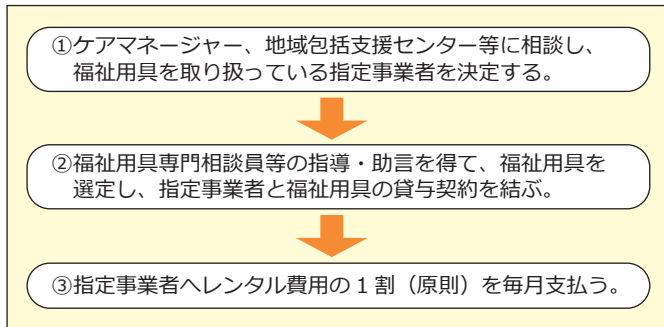 ①ケアマネージャー、地域包括支援センター等に相談し、
福祉用具を取り扱っている指定事業者を決定する。
②福祉用具専門相談員等の指導・助言を得て、福祉用具を
選定し、指定事業者と福祉用具の貸与契約を結ぶ。
③指定事業者へレンタル費用の 1 割（原則）を毎月支払う。